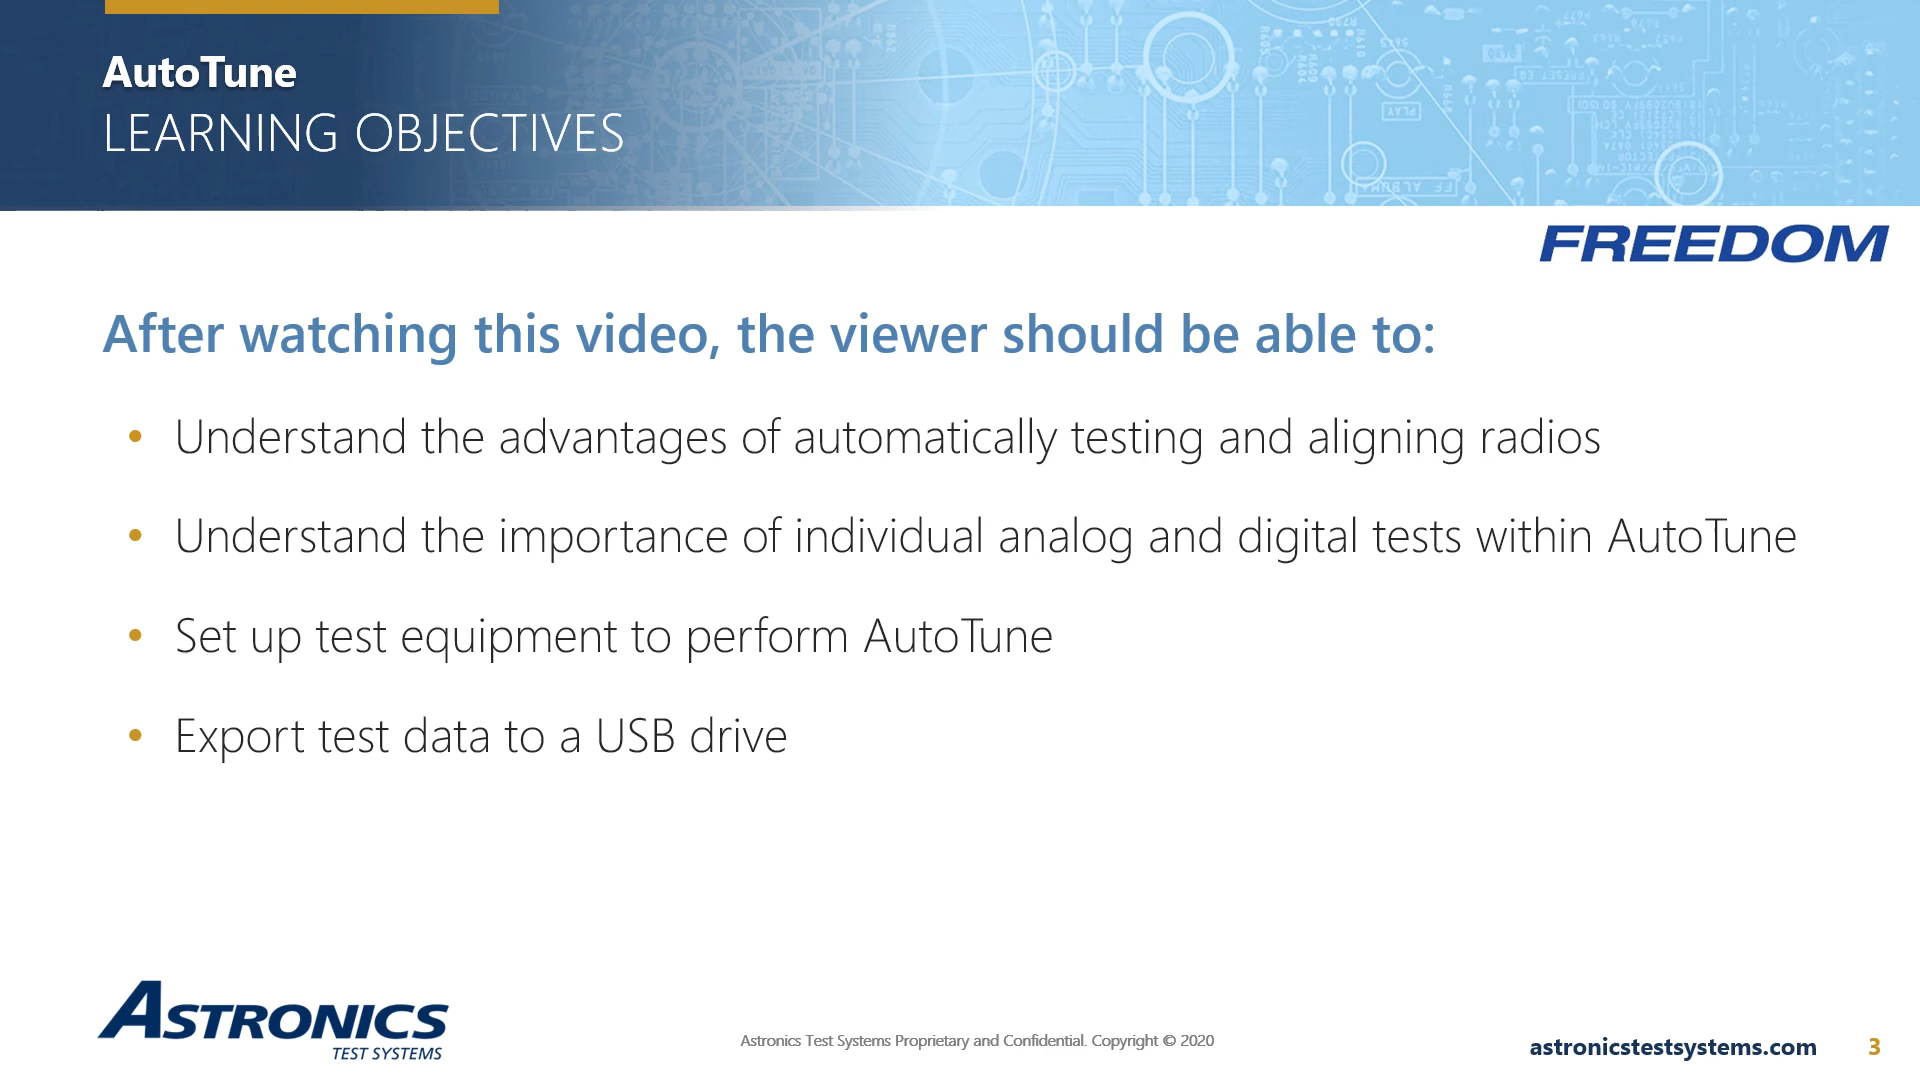 AutoTune
LEARNING OBJECTIVES
FREEDOM
After watching this video, the viewer should be able to:
• Understand the advantages of automatically testing and aligning radios
• Understand the importance of individual analog and digital tests within AutoTune
• Set up test equipment to perform AutoTune
• Export test data to a USB drive
ASTRONICS
TEST SYSTEMS
Astronics Test Systems Proprietary and Confidential. Copyright © 2020
astronicstestsystems.com 3